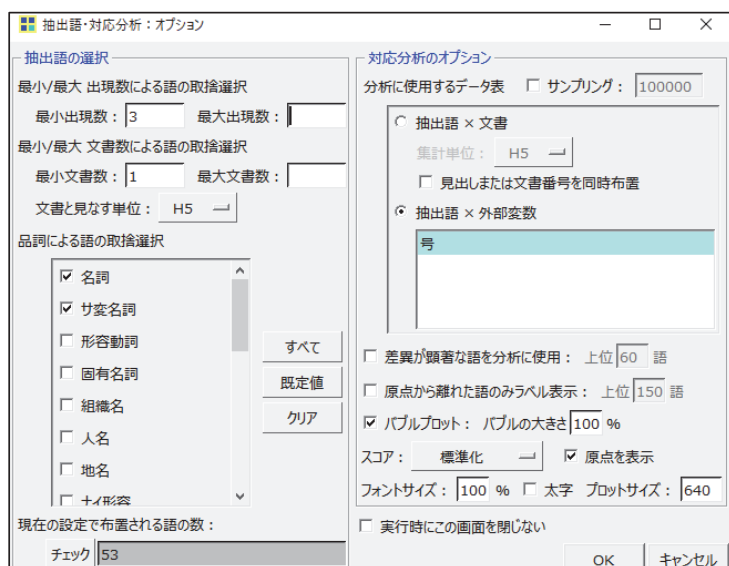 抽出語・対応分析：オプション
抽出語の選択
最小/最大 出現数による語の取捨選択
最小出現数： 3 最大出現数：
最小/最大 文書数による語の取捨選択
最小文書数： 1 最大文書数：
文書と見なす単位： H5
品詞による語の取捨選択
名詞
サ変名詞
形容動詞
固有名詞
組織名
人名
地名
ナイ形容
すべて
既定値
クリア
現在の設定で布置される語の数：
チェック 53
対応分析のオプション
分析に使用するデータ表 サンプリング： 100000
抽出語 × 文書
集計単位： H5
見出しまたは文書番号を同時布置
抽出語 × 外部変数
号
差異が顕著な語を分析に使用： 上位 60 語
原点から離れた語のみラベル表示： 上位 150 語
バブルプロット： バブルの大きさ 100 %
スコア： 標準化 原点を表示
フォントサイズ： 100 % 太字 プロットサイズ： 640
実行時にこの画面を閉じない
OK キャンセル